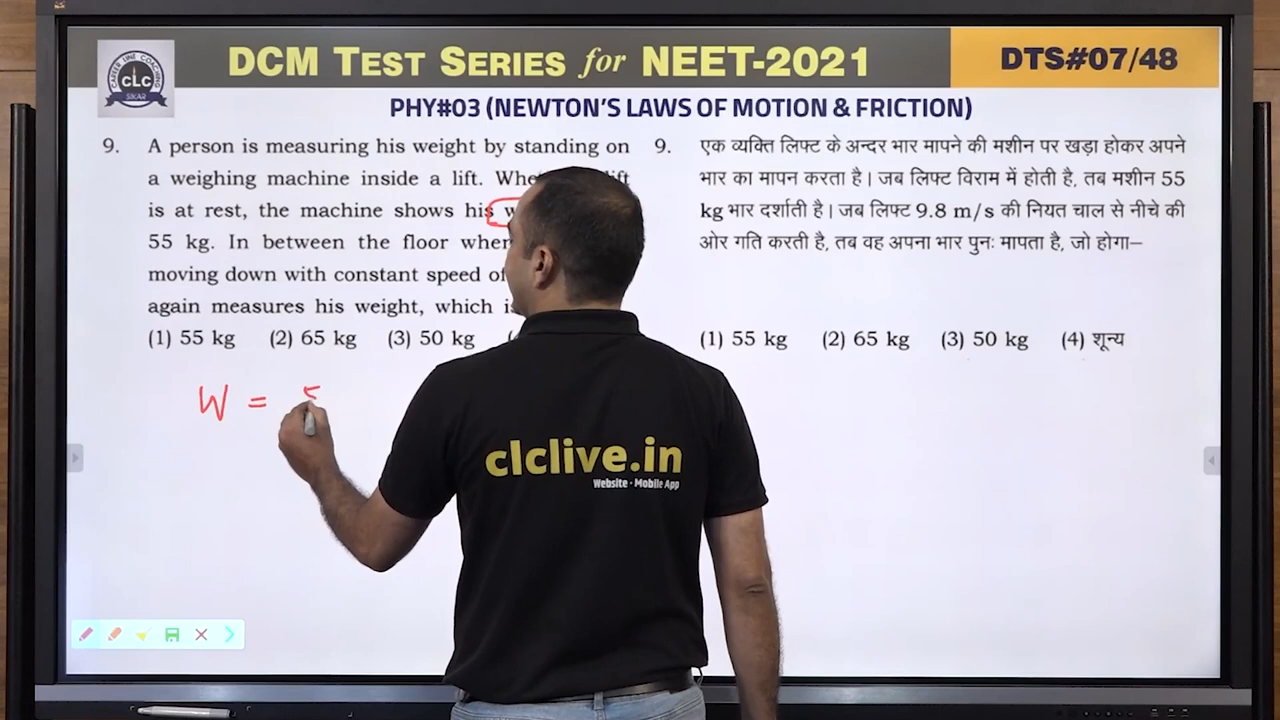 DCM TEST SERIES for NEET-2021
DTS#07/48
CAREER LINE COACHING
CLC
SIKAR
PHY#03 (NEWTON'S LAWS OF MOTION & FRICTION)
9. A person is measuring his weight by standing on
a weighing machine inside a lift.
is at rest, the machine shows his
55 kg. In between the floor
moving down with constant speed
again measures his weight, which
(1) 55 kg (2) 65 kg (3) 50 kg
9. एक व्यक्ति लिफ्ट के अन्दर भार मापने की मशीन पर खड़ा होकर अपने
भार का मापन करता है। जब लिफ्ट विराम में होती है, तब मशीन 55
kg भार दर्शाती है। जब लिफ्ट 9.8 m/s की नियत चाल से नीचे की
ओर गति करती है, तब वह अपना भार पुनः मापता है, जो होगा–
(1) 55 kg (2) 65 kg (3) 50 kg (4) शून्य
W = 5
clclive.in
Website · Mobile App